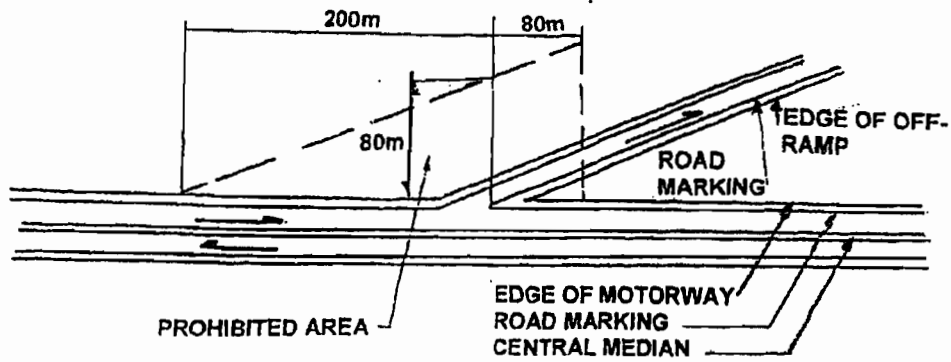 200m
80m
80m
EDGE OF OFF-
RAMP
ROAD
MARKING
EDGE OF MOTORWAY
PROHIBITED AREA
ROAD MARKING
CENTRAL MEDIAN